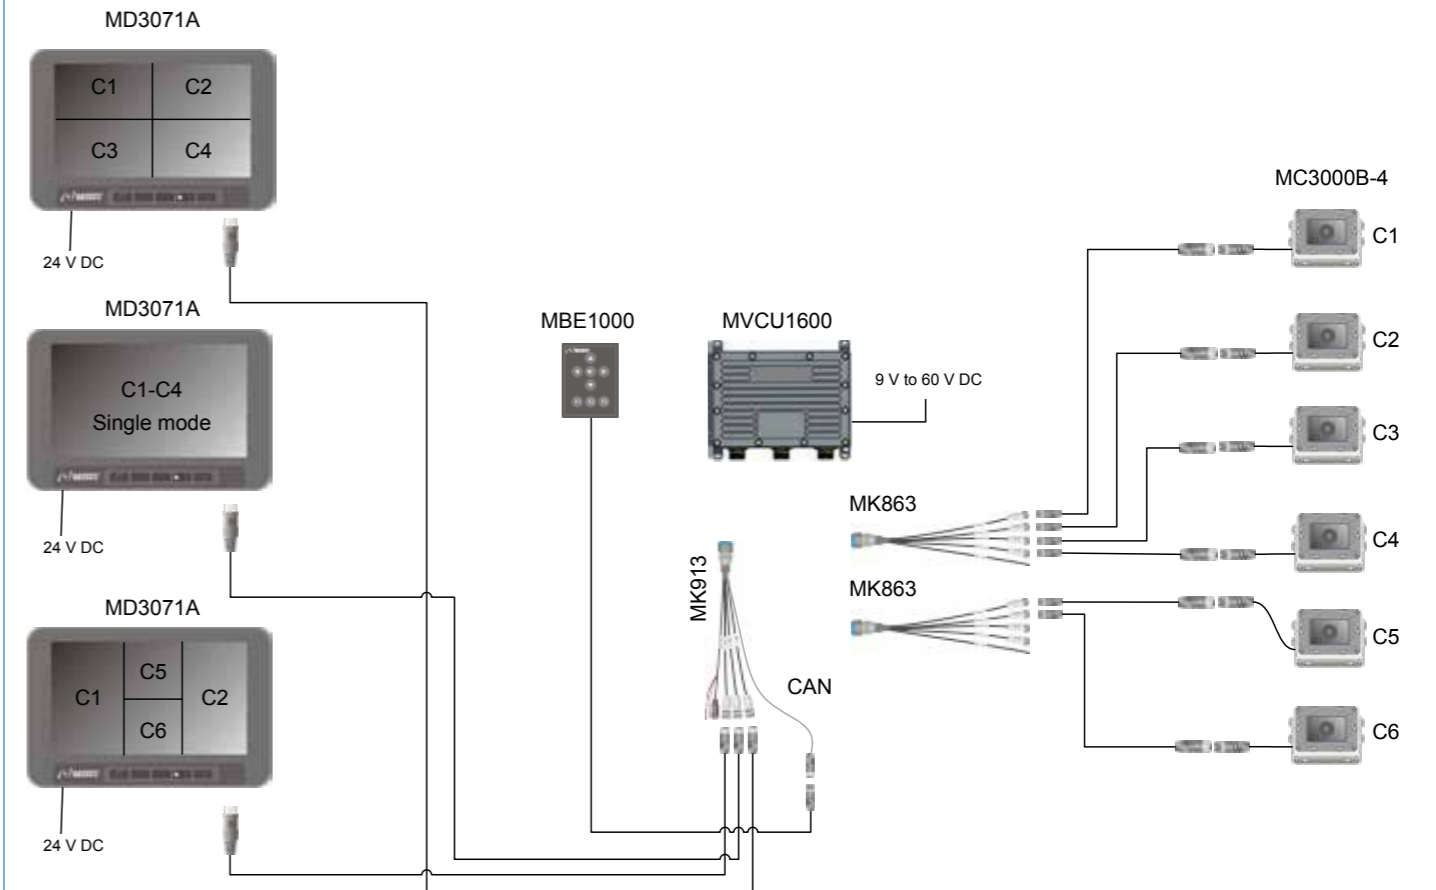 MD3071A
C1
C2
C3
C4
24 V DC
MD3071A
C1-C4
Single mode
24 V DC
MD3071A
C1
C5
C6
C2
24 V DC
MBE1000
MVCU1600
9 V to 60 V DC
MK913
CAN
MK863
MK863
MC3000B-4
C1
C2
C3
C4
C5
C6